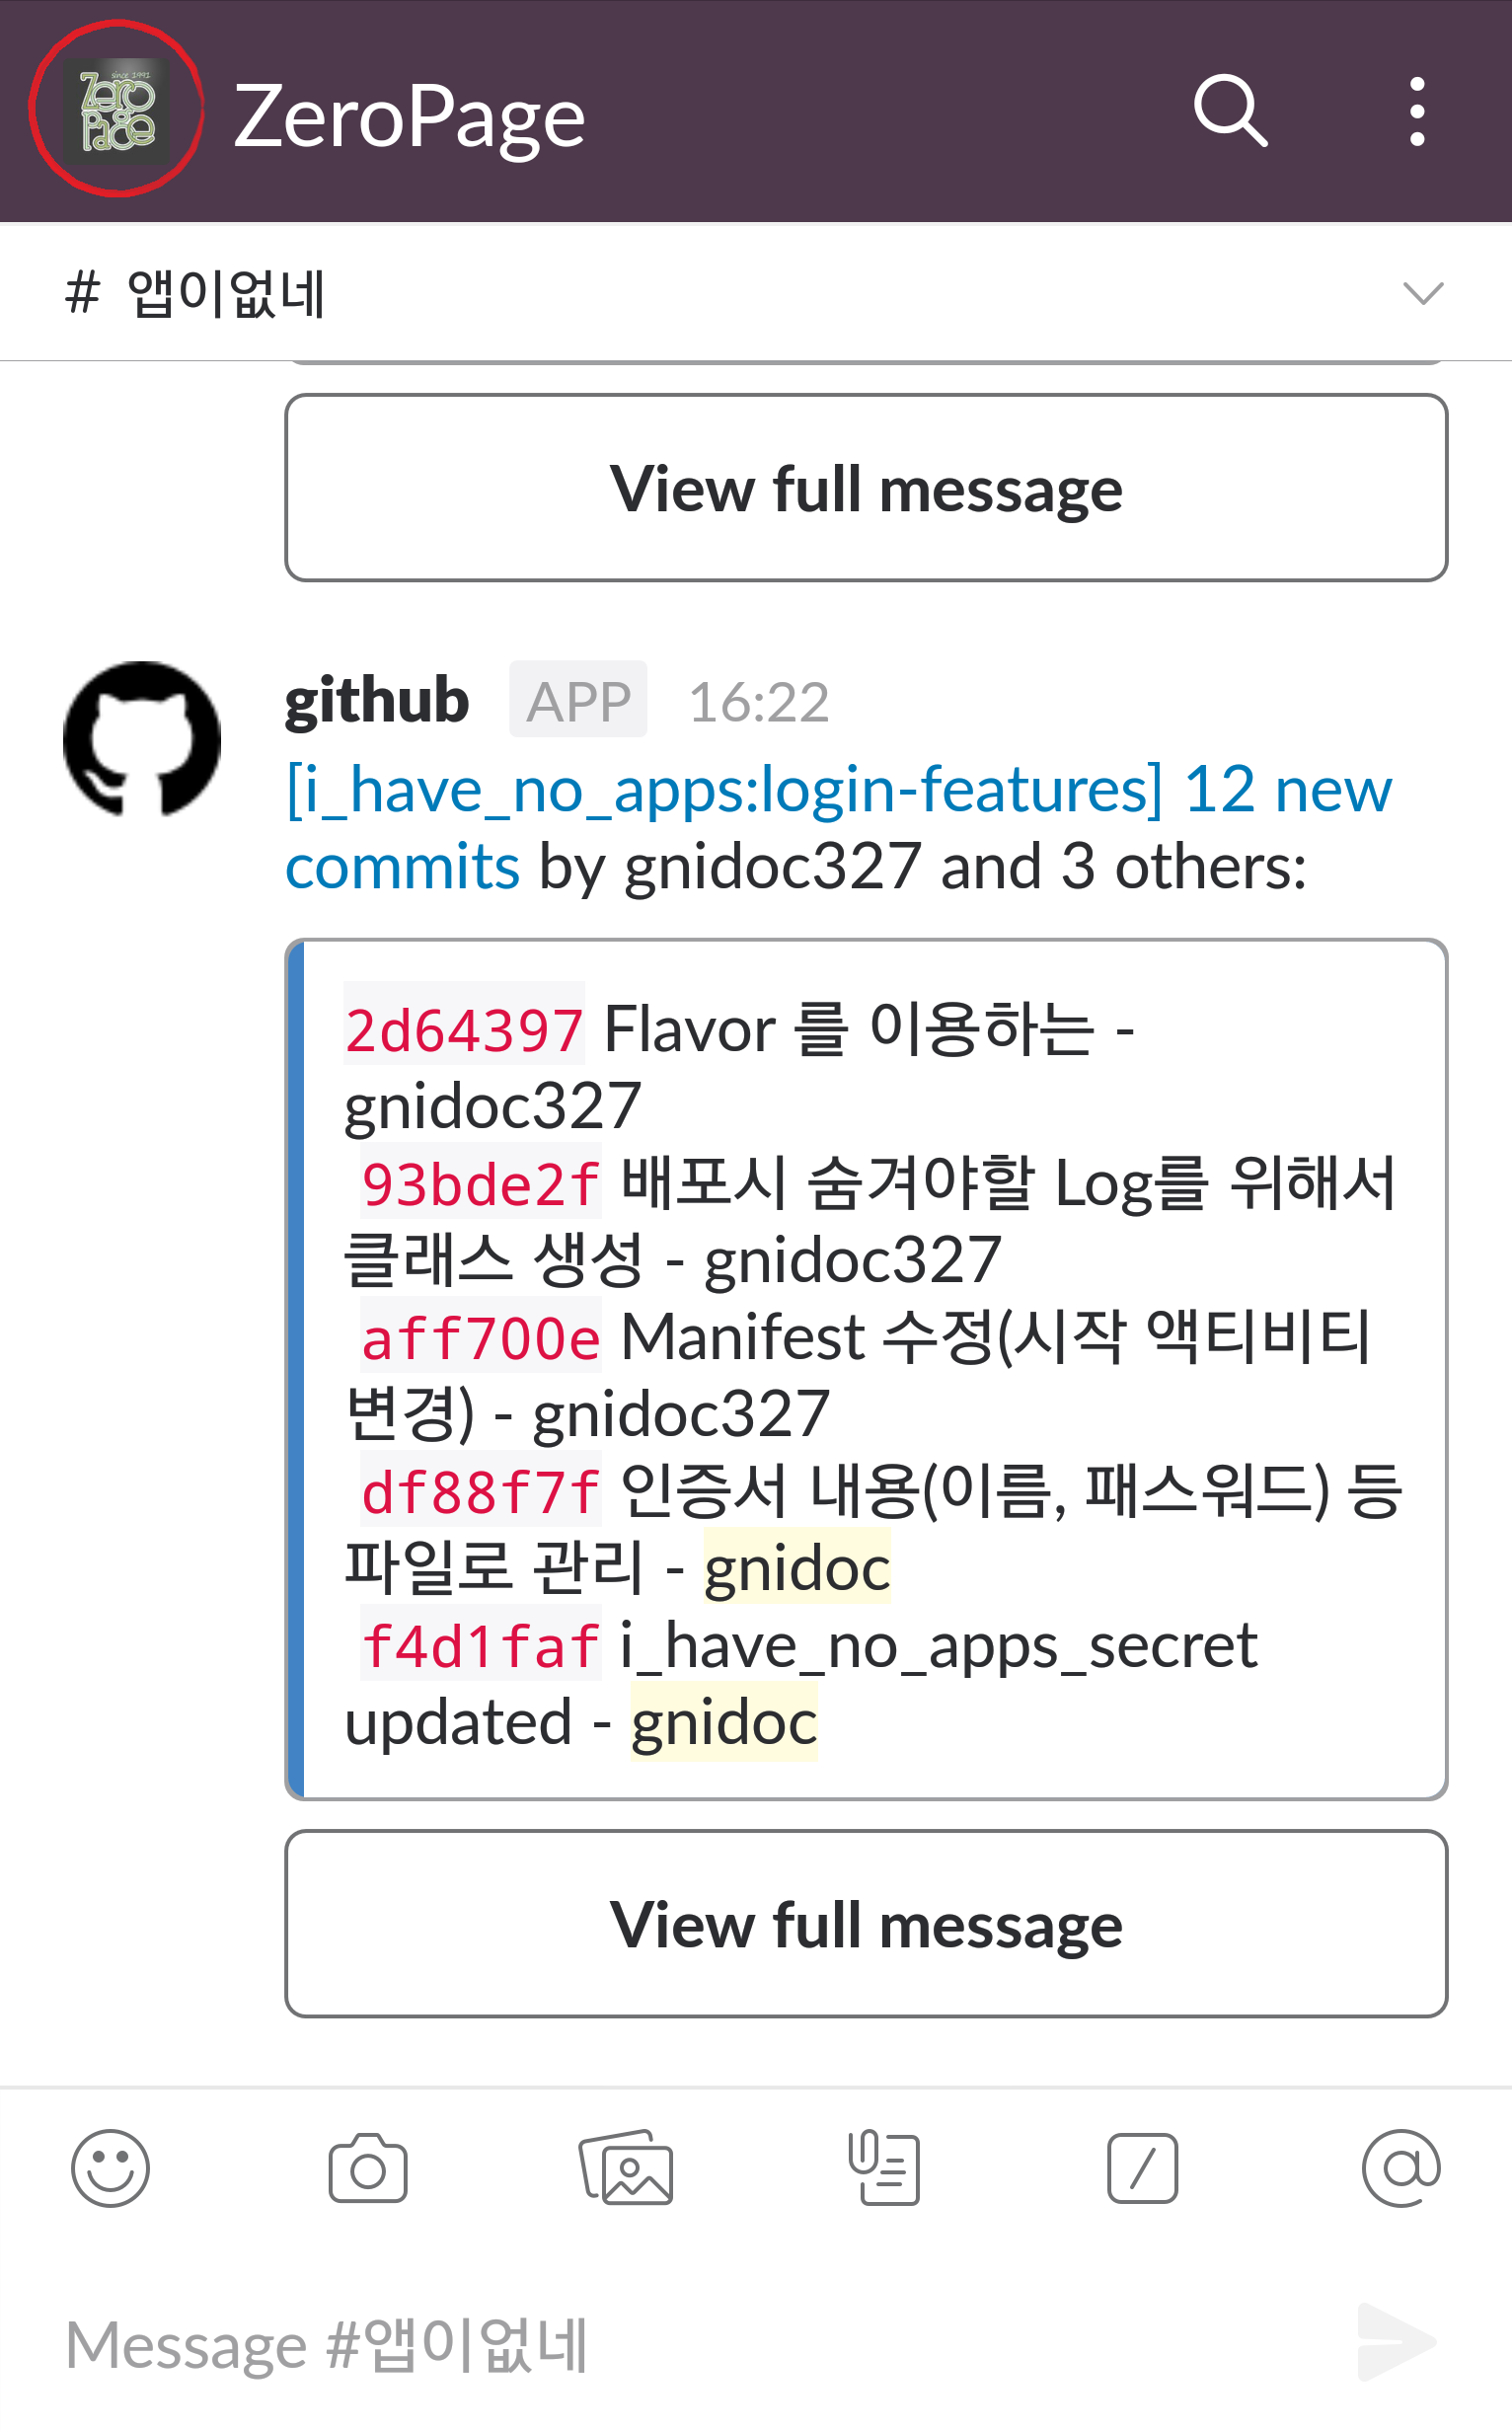 since 1991
Zero
page
ZeroPage
# 앱이없네
View full message
github APP 16:22
[i_have_no_apps:login-features] 12 new
commits by gnidoc327 and 3 others:
2d64397 Flavor 를 이용하는 -
gnidoc327
93bde2f 배포시 숨겨야할 Log를 위해서
클래스 생성 - gnidoc327
aff700e Manifest 수정(시작 액티비티
변경) - gnidoc327
df88f7f 인증서 내용(이름, 패스워드) 등
파일로 관리 - gnidoc
f4d1faf i_have_no_apps_secret
updated - gnidoc
View full message
Message #앱이없네